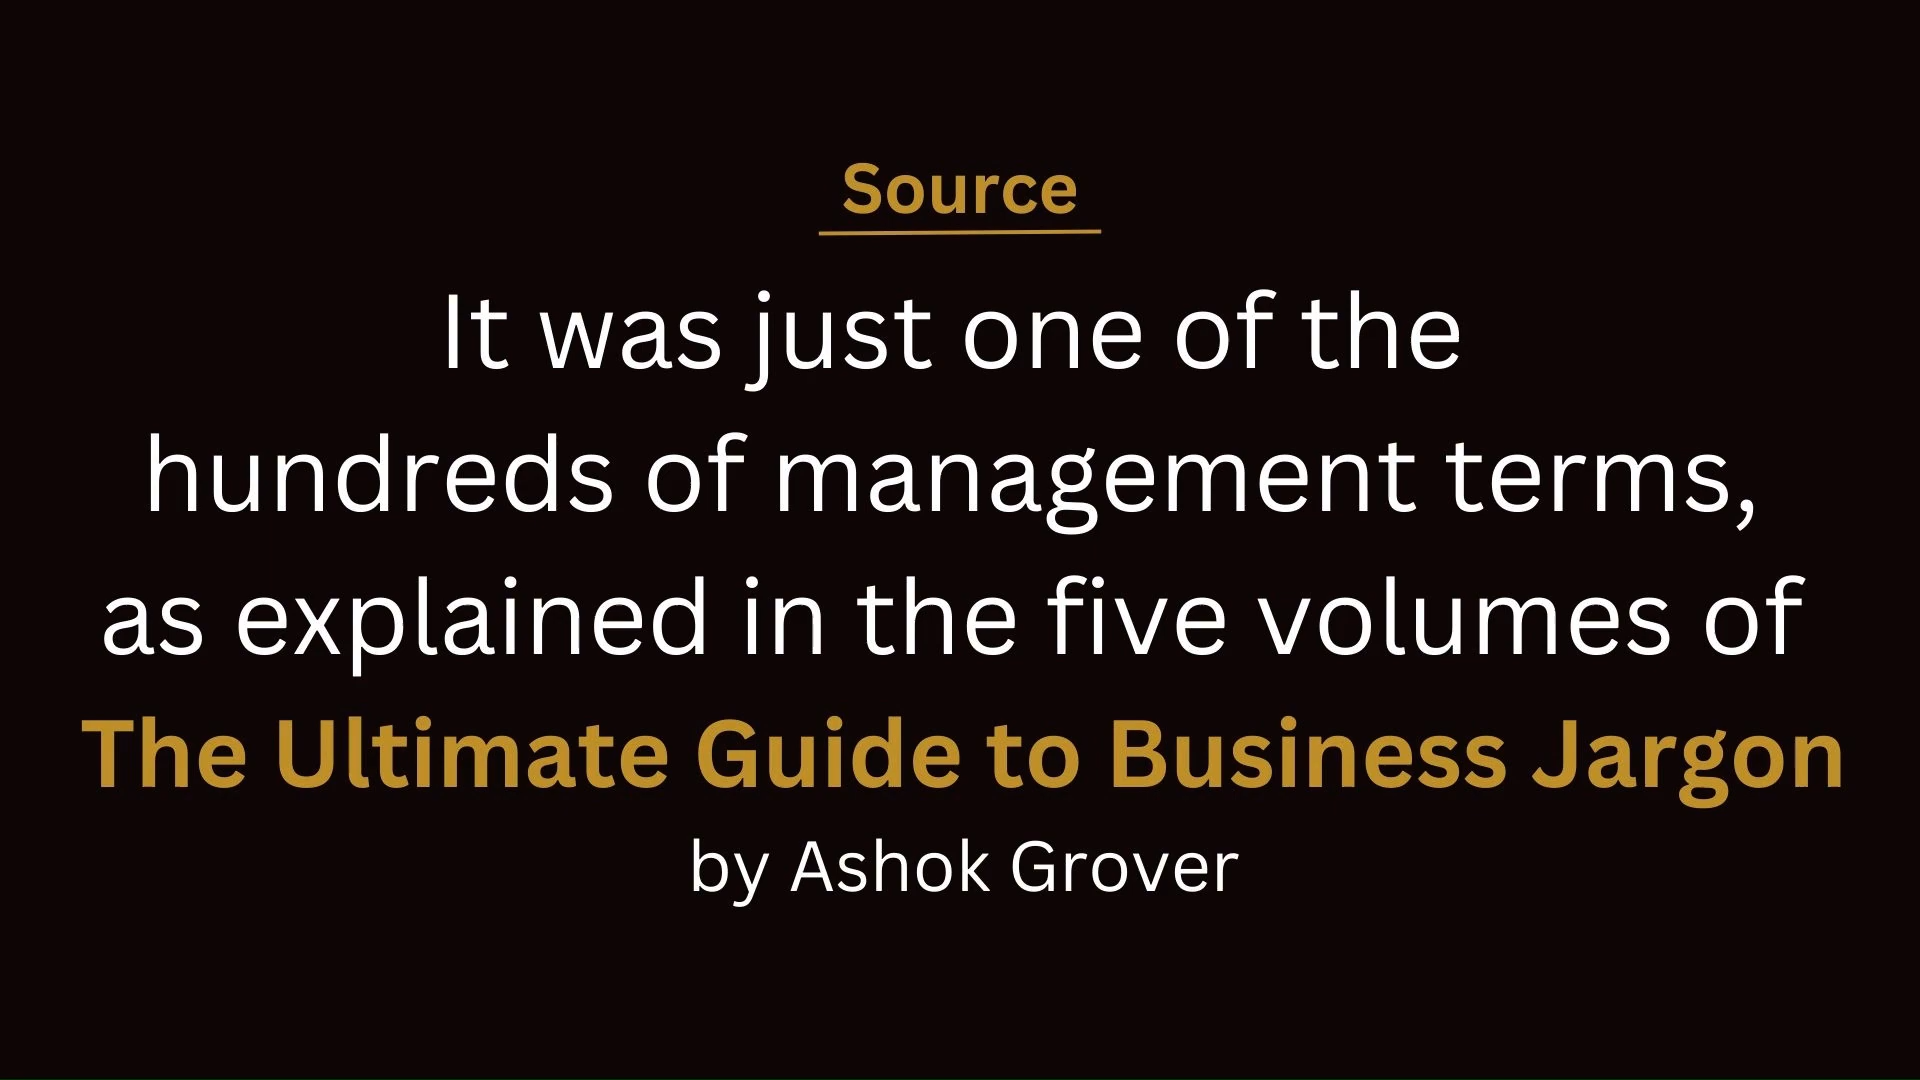 Source
It was just one of the
hundreds of management terms,
as explained in the five volumes of
The Ultimate Guide to Business Jargon
by Ashok Grover